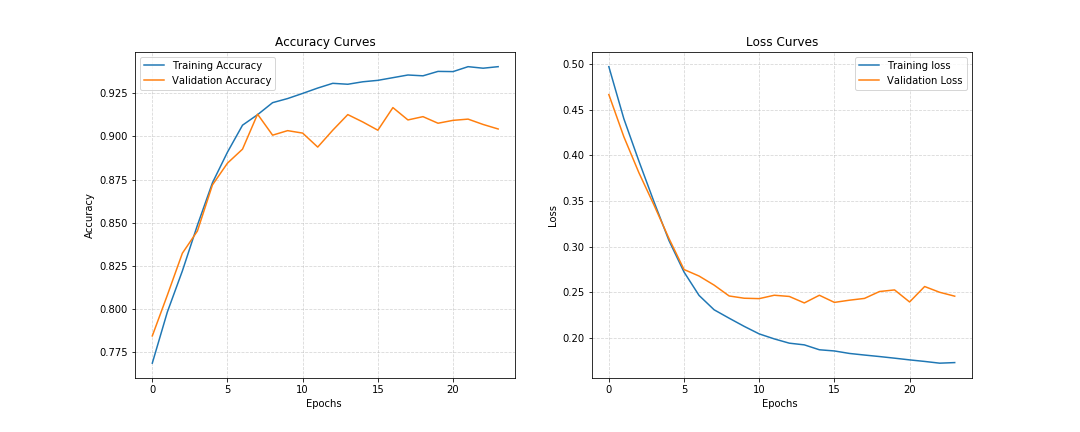 Accuracy Curves
Training Accuracy
Validation Accuracy
0.925
0.900
0.875
0.850
0.825
0.800
0.775
Accuracy
0 5 10 15 20
Epochs
Loss Curves
Training loss
Validation Loss
0.50
0.45
0.40
0.35
0.30
0.25
0.20
Loss
0 5 10 15 20
Epochs